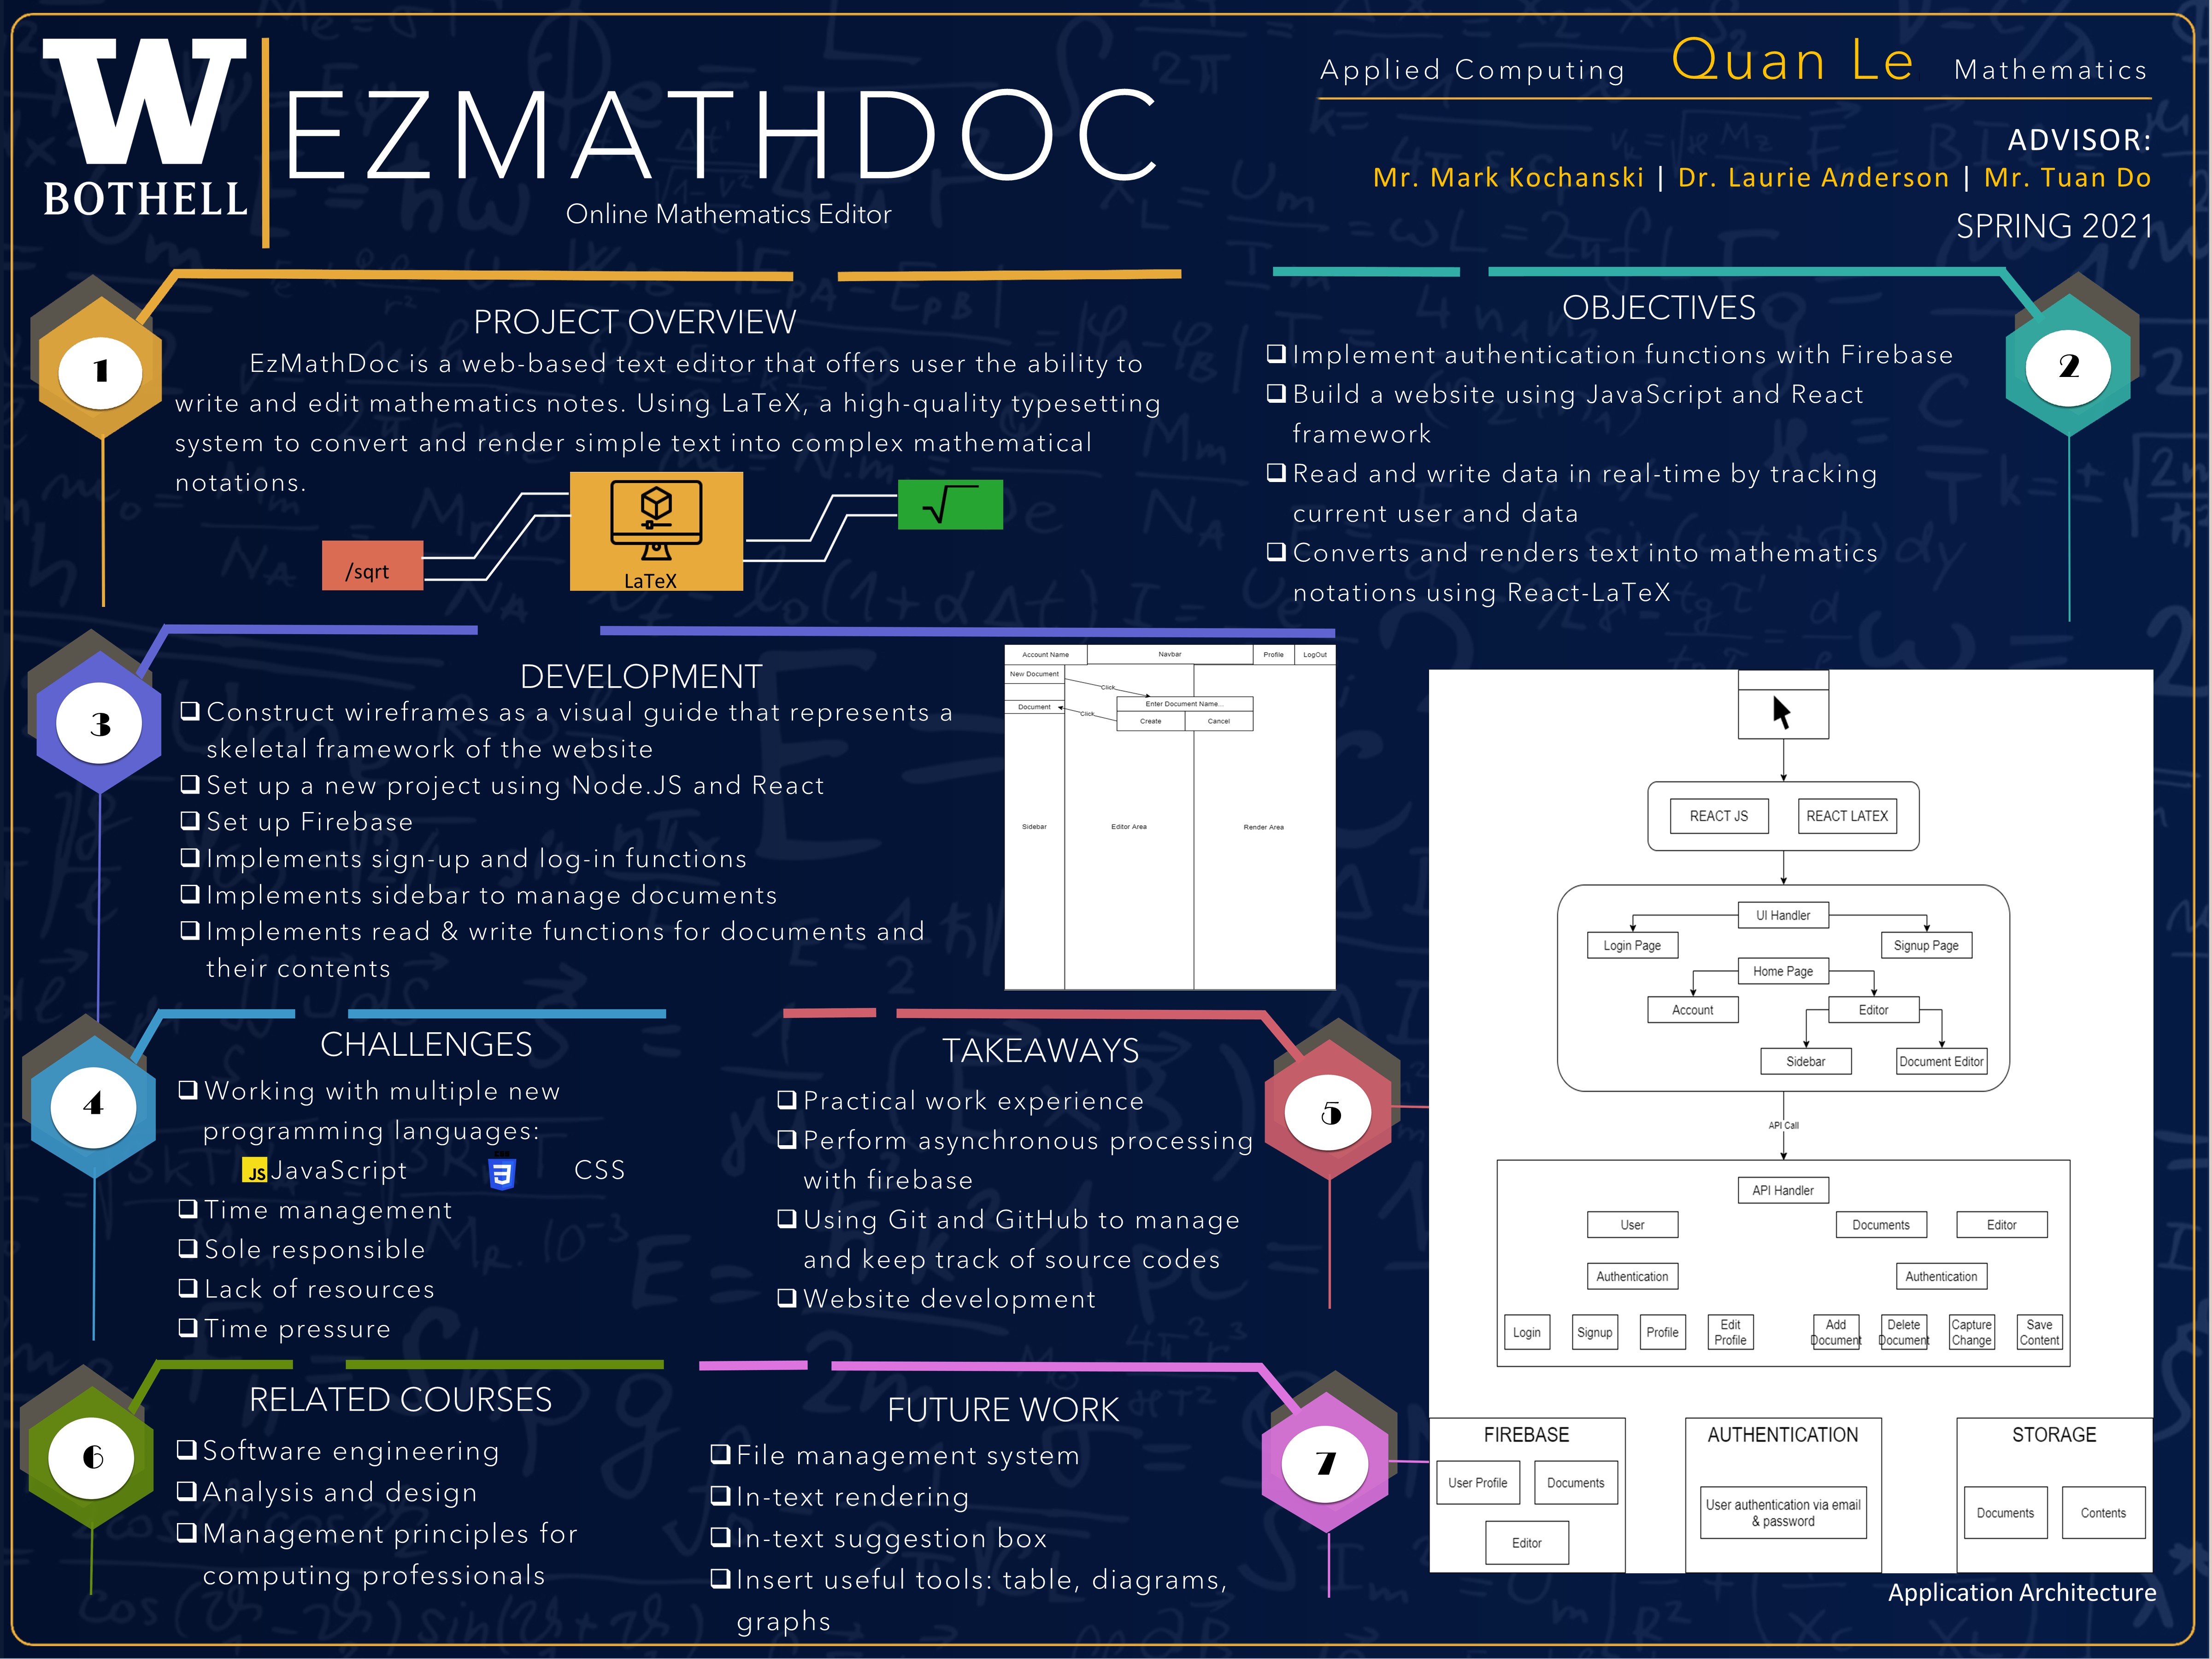 W
BOTHELL
EZMATHDOC
Online Mathematics Editor
Applied Computing Quan Le Mathematics
ADVISOR:
Mr. Mark Kochanski | Dr. Laurie Anderson | Mr. Tuan Do
SPRING 2021
1
PROJECT OVERVIEW
EzMathDoc is a web-based text editor that offers user the ability to
write and edit mathematics notes. Using LaTeX, a high-quality typesetting
system to convert and render simple text into complex mathematical
notations.
/sqrt
LaTeX
√
2
OBJECTIVES
❑Implement authentication functions with Firebase
❑Build a website using JavaScript and React
framework
❑Read and write data in real-time by tracking
current user and data
❑Converts and renders text into mathematics
notations using React-LaTeX
3
DEVELOPMENT
❑Construct wireframes as a visual guide that represents a
skeletal framework of the website
❑Set up a new project using Node.JS and React
❑Set up Firebase
❑Implements sign-up and log-in functions
❑Implements sidebar to manage documents
❑Implements read & write functions for documents and
their contents
Account Name Navbar Profile LogOut
New Document
Click
Enter Document Name...
Document
Click
Create Cancel
Sidebar Editor Area Render Area
4
CHALLENGES
❑Working with multiple new
programming languages:
JS JavaScript CSS 3 CSS
❑Time management
❑Sole responsible
❑Lack of resources
❑Time pressure
5
TAKEAWAYS
❑Practical work experience
❑Perform asynchronous processing
with firebase
❑Using Git and GitHub to manage
and keep track of source codes
❑Website development
6
RELATED COURSES
❑Software engineering
❑Analysis and design
❑Management principles for
computing professionals
7
FUTURE WORK
❑File management system
❑In-text rendering
❑In-text suggestion box
❑Insert useful tools: table, diagrams,
graphs
REACT JS REACT LATEX
UI Handler
Login Page Signup Page
Home Page
Account Editor
Sidebar Document Editor
API Call
API Handler
User Documents Editor
Authentication Authentication
Login Signup Profile Edit Profile Add Document Delete Document Capture Change Save Content
FIREBASE
User Profile Documents
Editor
AUTHENTICATION
User authentication via email
& password
STORAGE
Documents Contents
Application Architecture